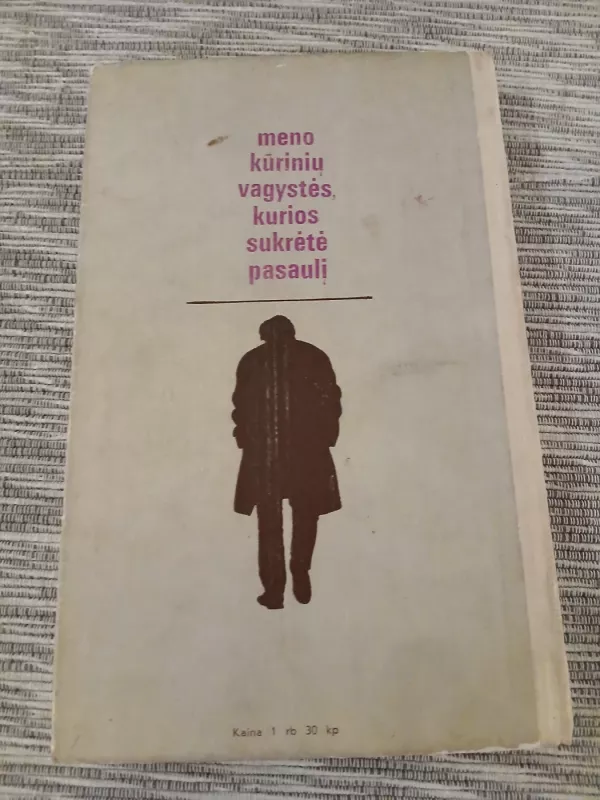 meno
kūrinių
vagystės,
kurios
sukrėtė
pasaulį
Kaina 1 rb 30 kp